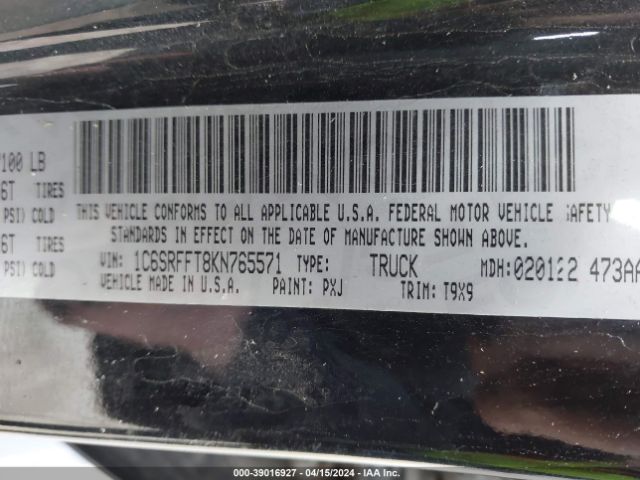 100 LB
6T TIRES
PSI) COLD
6T TIRES
PSI) COLD
THIS VEHICLE CONFORMS TO ALL APPLICABLE U.S.A. FEDERAL MOTOR VEHICLE SAFETY
STANDARDS IN EFFECT ON THE DATE OF MANUFACTURE SHOWN ABOVE.
VIN: 1C6SRFFT8KN765571 TYPE: TRUCK MDH: 020122 473AA
VEHICLE MADE IN U.S.A. PAINT: PXJ TRIM: T9X9
000-39016927 - 04/15/2024 - IAA Inc.